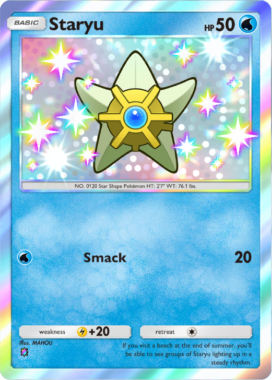 BASIC Staryu HP 50
NO. 0120 Star Shape Pokémon HT: 2'7" WT: 76.1 lbs.
Smack 20
weakness +20 retreat
Illus. MAHOU
If you visit a beach at the end of summer, you'll
be able to see groups of Staryu lighting up in a
steady rhythm.